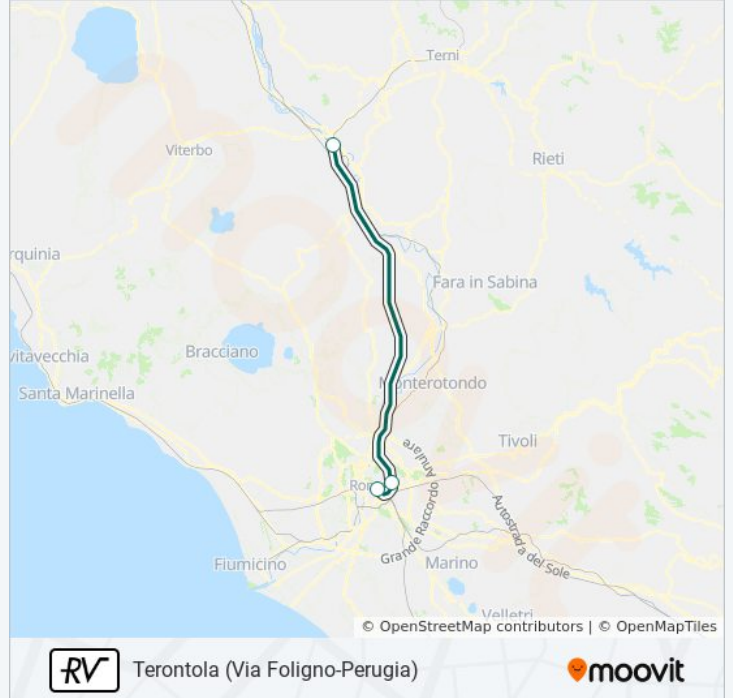 Terni
Viterbo
Rieti
rquinia
Fara in Sabina
vitavecchia
Bracciano
Santa Marinella
Monterotondo
Tivoli
Grande Raccordo Anulare
Rom
Autostrada del Sole
Fiumicino
Marino
Velletri
© OpenStreetMap contributors | © OpenMapTiles
RV
Terontola (Via Foligno-Perugia)
moovit